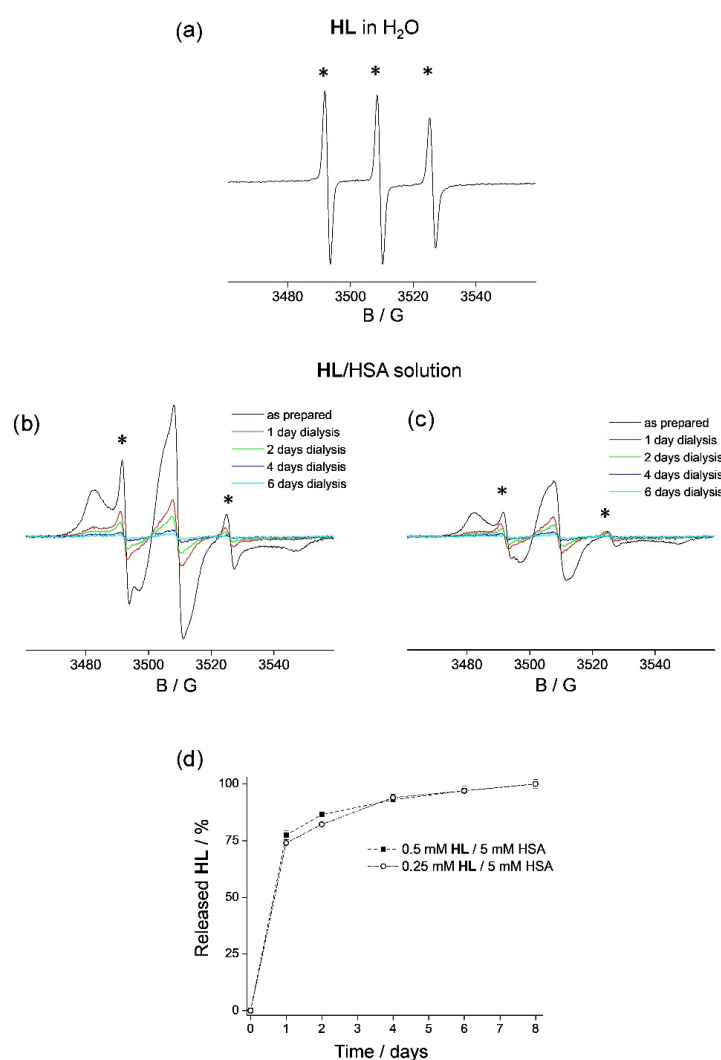 (a)
HL in H₂O
* * *
3480 3500 3520 3540
B / G
HL/HSA solution
(b)
as prepared
1 day dialysis
2 days dialysis
4 days dialysis
6 days dialysis
* *
3480 3500 3520 3540
B / G
(c)
as prepared
1 day dialysis
2 days dialysis
4 days dialysis
6 days dialysis
* *
3480 3500 3520 3540
B / G
(d)
Released HL / %
100
75
50
25
0
0.5 mM HL / 5 mM HSA
0.25 mM HL / 5 mM HSA
0 1 2 3 4 5 6 7 8
Time / days